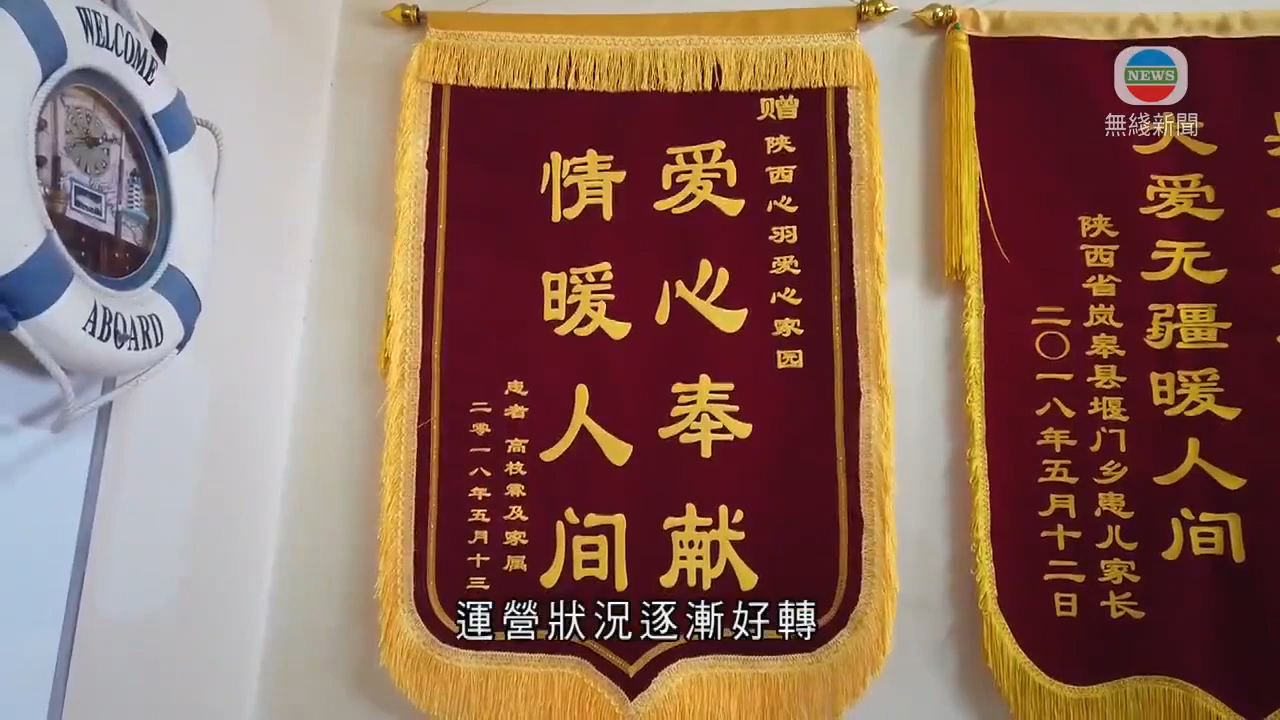 WELCOME
ABOARD
赠
陕西心羽爱心家园
爱心奉献
情暖人间
患者 高枝霖及家属
二零一八年五月十三
大爱无疆暖人间
陕西省岚皋县堰门乡患儿家长
二〇一八年五月十二日
NEWS
無綫新聞
運營狀況逐漸好轉